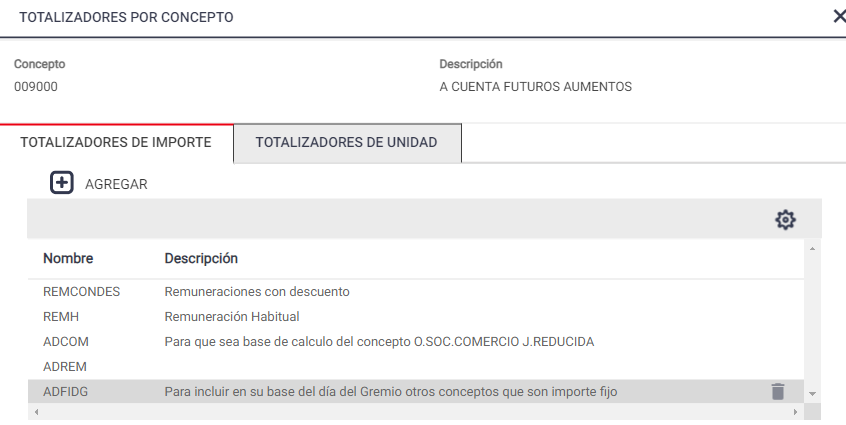 TOTALIZADORES POR CONCEPTO
Concepto Descripción
009000 A CUENTA FUTUROS AUMENTOS
TOTALIZADORES DE IMPORTE TOTALIZADORES DE UNIDAD
AGREGAR
Nombre Descripción
REMCONDES Remuneraciones con descuento
REMH Remuneración Habitual
ADCOM Para que sea base de calculo del concepto O.SOC.COMERCIO J.REDUCIDA
ADREM
ADFIDG Para incluir en su base del día del Gremio otros conceptos que son importe fijo